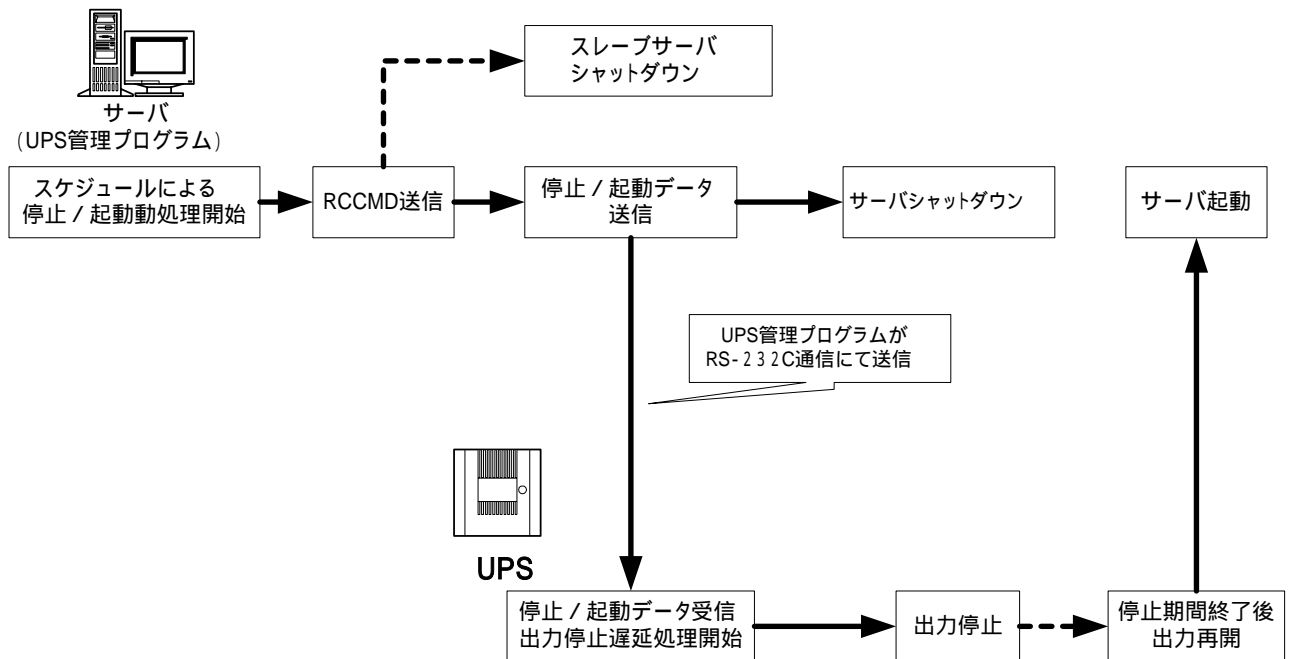 スレーブサーバ
シャットダウン
サーバ
(UPS管理プログラム)
スケジュールによる
停止 / 起動動処理開始
RCCMD送信
停止 / 起動データ
送信
サーバシャットダウン
サーバ起動
UPS管理プログラムが
RS-232C通信にて送信
UPS
停止 / 起動データ受信
出力停止遅延処理開始
出力停止
停止期間終了後
出力再開